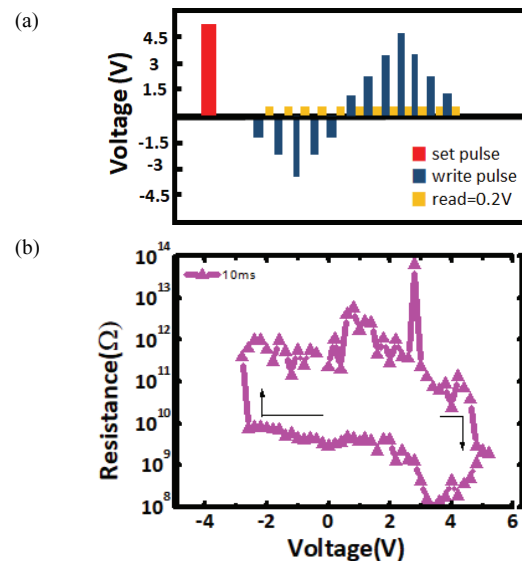 (a)
Voltage (V)
4.5
3
1.5
-1.5
-3
-4.5
set pulse
write pulse
read=0.2V
(b)
Resistance(Ω)
10^14
10^13
10^12
10^11
10^10
10^9
10^8
10ms
-4 -2 0 2 4 6
Voltage(V)